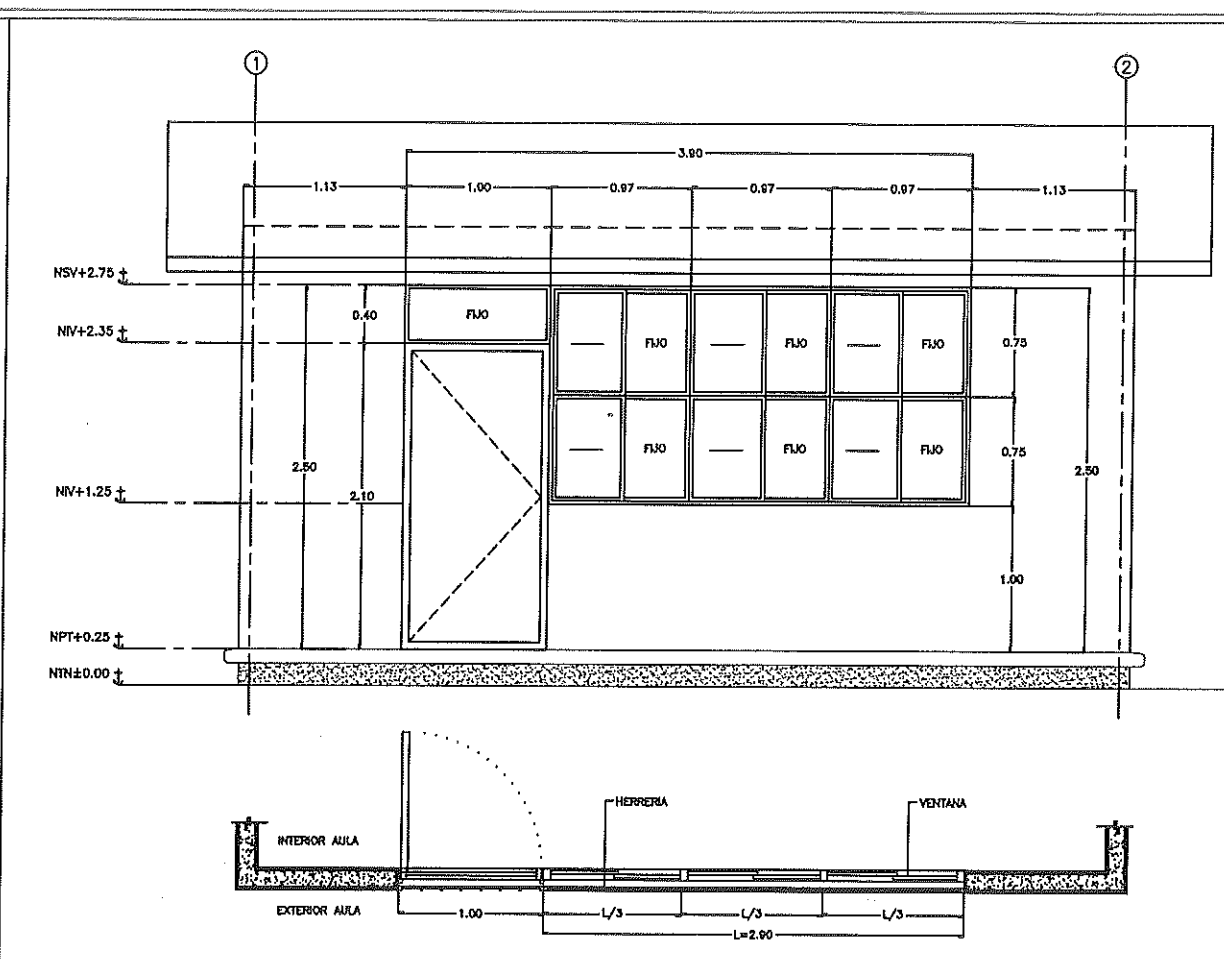 1 2
3.90
1.13 1.00 0.97 0.97 0.97 1.13
NSV+2.75
NIV+2.35
0.40 FIJO
FIJO FIJO FIJO 0.75
2.50 2.10
FIJO FIJO FIJO 0.75 2.50
NIV+1.25
1.00
NPT+0.25
NTN±0.00
HERRERIA VENTANA
INTERIOR AULA
EXTERIOR AULA
1.00 L/3 L/3 L/3
L=2.90